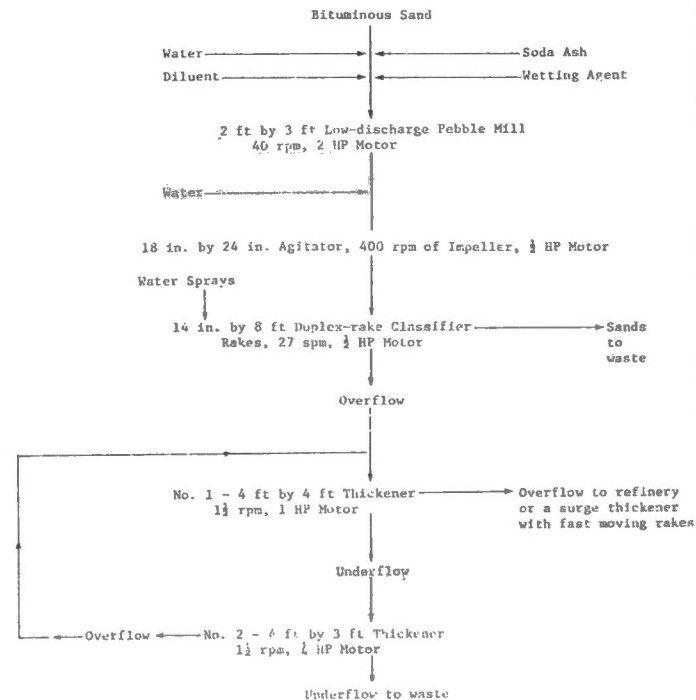 Bituminous Sand
Water
Soda Ash
Diluent
Wetting Agent
2 ft by 3 ft Low-discharge Pebble Mill
40 rpm, 2 HP Motor
Water
18 in. by 24 in. Agitator, 400 rpm of Impeller, ½ HP Motor
Water Sprays
14 in. by 8 ft Duplex-rake Classifier
Rakes, 27 spm, ½ HP Motor
Sands
to
waste
Overflow
No. 1 - 4 ft by 4 ft Thickener
1½ rpm, 1 HP Motor
Overflow to refinery
or a surge thickener
with fast moving rakes
Underflow
Overflow
No. 2 - 4 ft by 3 ft Thickener
1½ rpm, ¼ HP Motor
Underflow to waste